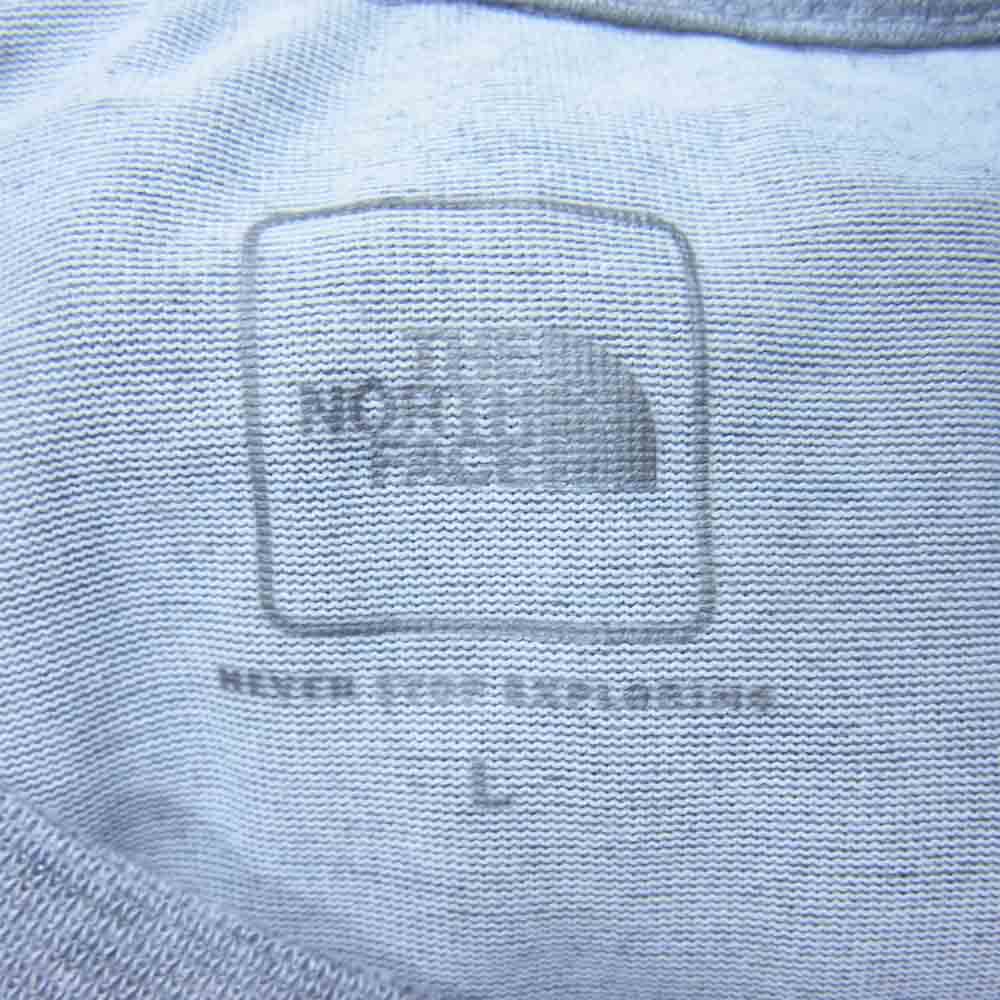 THE
NORTH
FACE
NEVER STOP EXPLORING
L